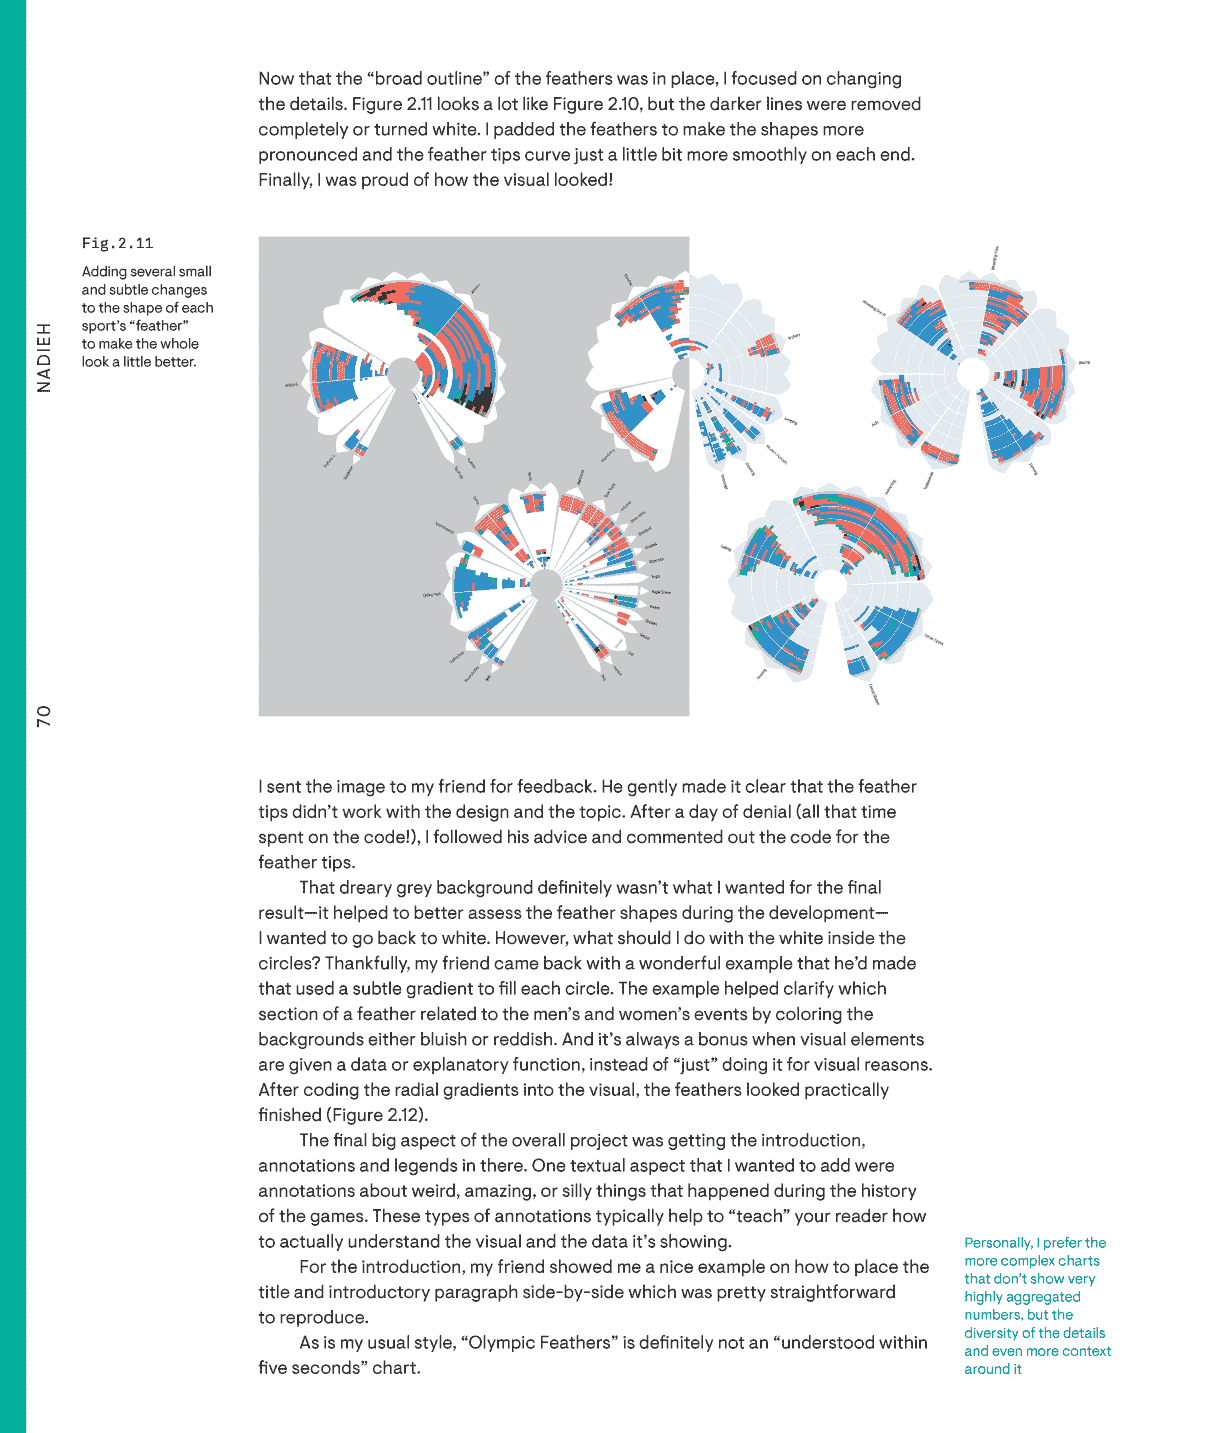 Now that the “broad outline” of the feathers was in place, I focused on changing
the details. Figure 2.11 looks a lot like Figure 2.10, but the darker lines were removed
completely or turned white. I padded the feathers to make the shapes more
pronounced and the feather tips curve just a little bit more smoothly on each end.
Finally, I was proud of how the visual looked!
Fig.2.11
Adding several small
and subtle changes
to the shape of each
sport’s “feather”
to make the whole
look a little better.
NADIEH
70
I sent the image to my friend for feedback. He gently made it clear that the feather
tips didn’t work with the design and the topic. After a day of denial (all that time
spent on the code!), I followed his advice and commented out the code for the
feather tips.
That dreary grey background definitely wasn’t what I wanted for the final
result—it helped to better assess the feather shapes during the development—
I wanted to go back to white. However, what should I do with the white inside the
circles? Thankfully, my friend came back with a wonderful example that he’d made
that used a subtle gradient to fill each circle. The example helped clarify which
section of a feather related to the men’s and women’s events by coloring the
backgrounds either bluish or reddish. And it’s always a bonus when visual elements
are given a data or explanatory function, instead of “just” doing it for visual reasons.
After coding the radial gradients into the visual, the feathers looked practically
finished (Figure 2.12).
The final big aspect of the overall project was getting the introduction,
annotations and legends in there. One textual aspect that I wanted to add were
annotations about weird, amazing, or silly things that happened during the history
of the games. These types of annotations typically help to “teach” your reader how
to actually understand the visual and the data it’s showing.
For the introduction, my friend showed me a nice example on how to place the
title and introductory paragraph side-by-side which was pretty straightforward
to reproduce.
As is my usual style, “Olympic Feathers” is definitely not an “understood within
five seconds” chart.
Personally, I prefer the
more complex charts
that don’t show very
highly aggregated
numbers, but the
diversity of the details
and even more context
around it